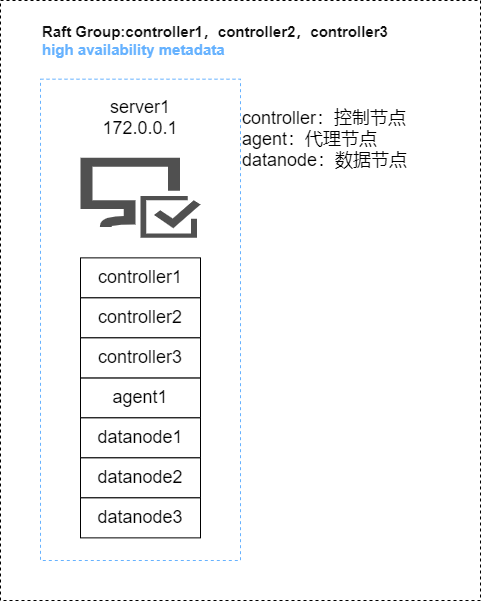 Raft Group:controller1，controller2，controller3
high availability metadata
server1
172.0.0.1
controller：控制节点
agent：代理节点
datanode：数据节点
controller1
controller2
controller3
agent1
datanode1
datanode2
datanode3